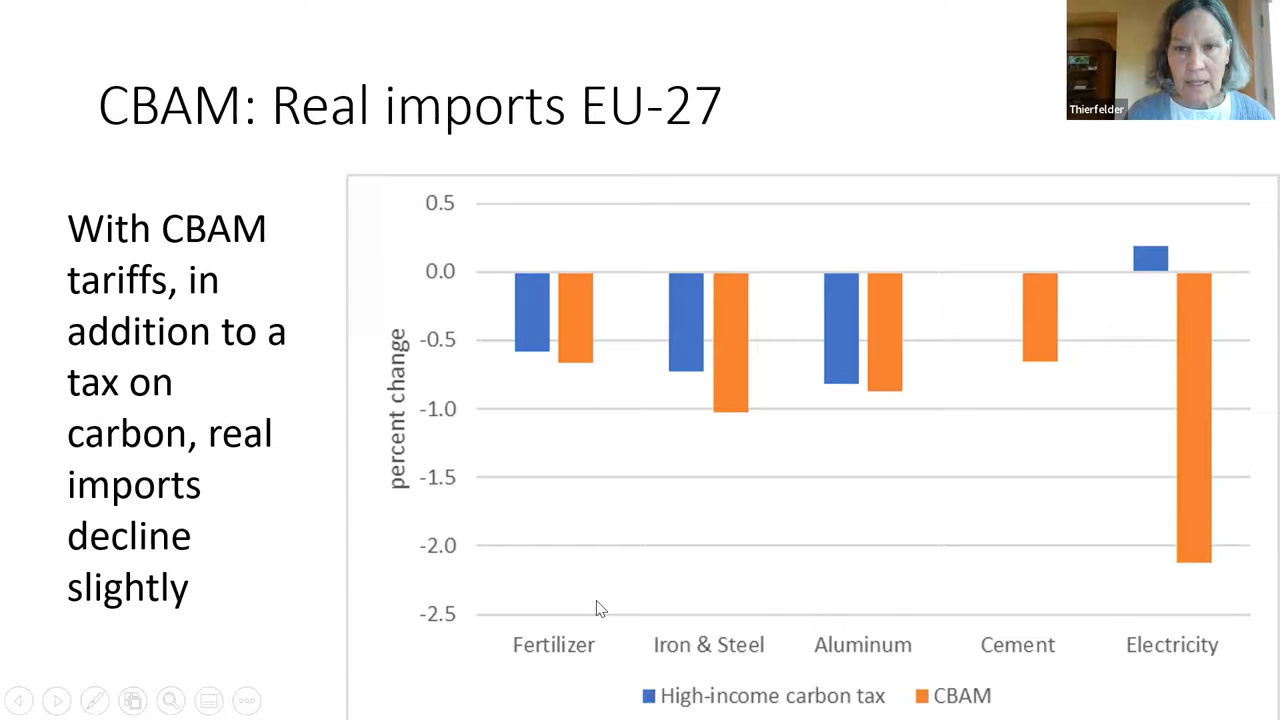 Thierfelder
CBAM: Real imports EU-27
With CBAM
tariffs, in
addition to a
tax on
carbon, real
imports
decline
slightly
percent change
0.5
0.0
-0.5
-1.0
-1.5
-2.0
-2.5
Fertilizer
Iron & Steel
Aluminum
Cement
Electricity
High-income carbon tax
CBAM